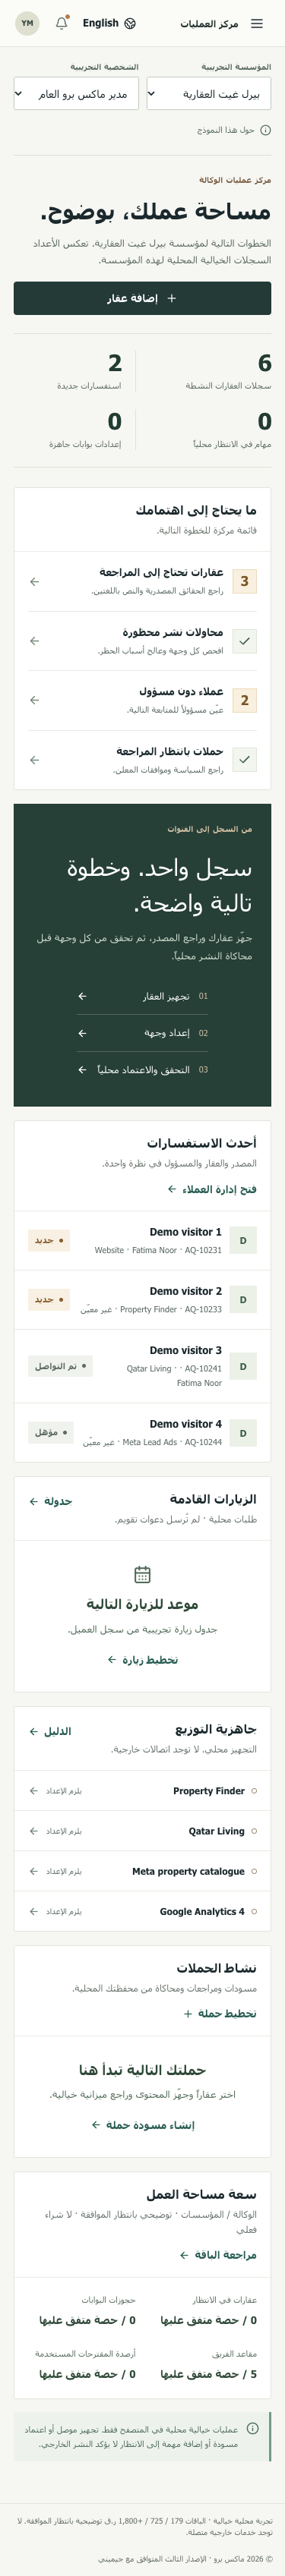 مركز العمليات
English
YM
المؤسسة التجريبية
الشخصية التجريبية
بيرل غيت العقارية
مدير ماكس برو العام
حول هذا النموذج
مركز عمليات الوكالة
مساحة عملك، بوضوح.
الخطوات التالية لمؤسسة بيرل غيت العقارية. تعكس الأعداد
السجلات الخيالية المحلية لهذه المؤسسة.
إضافة عقار
6
سجلات العقارات النشطة
2
استفسارات جديدة
0
مهام في الانتظار محلياً
0
إعدادات بوابات جاهزة
ما يحتاج إلى اهتمامك
قائمة مركزة للخطوة التالية.
3
عقارات تحتاج إلى المراجعة
راجع الحقائق المصدرية والنص باللغتين.
محاولات نشر محظورة
افحص كل وجهة وعالج أسباب الحظر.
2
عملاء دون مسؤول
عيّن مسؤولاً للمتابعة التالية.
حملات بانتظار المراجعة
راجع السياسة وموافقات المعلن.
من السجل إلى القنوات
سجل واحد. وخطوة
تالية واضحة.
جهّز عقارك وراجع المصدر، ثم تحقق من كل وجهة قبل
محاكاة النشر محلياً.
01 تجهيز العقار
02 إعداد وجهة
03 التحقق والاعتماد محلياً
أحدث الاستفسارات
المصدر والعقار والمسؤول في نظرة واحدة.
فتح إدارة العملاء
D
Demo visitor 1
Website · Fatima Noor · AQ-10231
جديد
D
Demo visitor 2
Property Finder · AQ-10233 · غير معيّن
جديد
D
Demo visitor 3
Qatar Living · · AQ-10241
Fatima Noor
تم التواصل
D
Demo visitor 4
Meta Lead Ads · AQ-10244 · غير معيّن
مؤهل
الزيارات القادمة
طلبات محلية · لم تُرسل دعوات تقويم.
جدولة
موعد للزيارة التالية
جدول زيارة تجريبية من سجل العميل.
تخطيط زيارة
جاهزية التوزيع
التجهيز محلي. لا توجد اتصالات خارجية.
الدليل
Property Finder
يلزم الإعداد
Qatar Living
يلزم الإعداد
Meta property catalogue
يلزم الإعداد
Google Analytics 4
يلزم الإعداد
نشاط الحملات
مسودات ومراجعات ومحاكاة من محفظتك المحلية.
تخطيط حملة
حملتك التالية تبدأ هنا
اختر عقاراً وجهّز المحتوى وراجع ميزانية خيالية.
إنشاء مسودة حملة
سعة مساحة العمل
الوكالة / المؤسسات · توضيحي بانتظار الموافقة · لا شراء
فعلي
مراجعة الباقة
عقارات في الانتظار
0 / حصة متفق عليها
حجوزات البوابات
0 / حصة متفق عليها
مقاعد الفريق
5 / حصة متفق عليها
أرصدة المقترحات المستخدمة
0 / حصة متفق عليها
عمليات خيالية محلية في المتصفح فقط. تجهيز موصل أو اعتماد
مسودة أو إضافة مهمة إلى الانتظار لا يؤكد النشر الخارجي.
تجربة محلية خيالية · الباقات 179 / 725 / +1,800 ر.ق توضيحية بانتظار الموافقة. لا
توجد خدمات خارجية متصلة.
© 2026 ماكس برو · الإصدار الثالث المتوافق مع جيميني